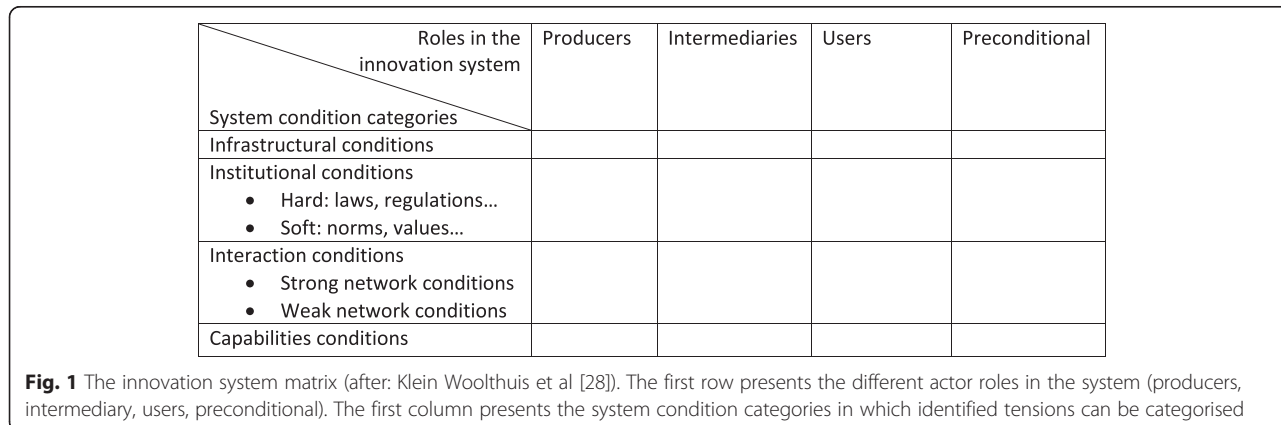 Roles in the Producers Intermediaries Users Preconditional
innovation system
System condition categories
Infrastructural conditions
Institutional conditions
• Hard: laws, regulations…
• Soft: norms, values…
Interaction conditions
• Strong network conditions
• Weak network conditions
Capabilities conditions
Fig. 1 The innovation system matrix (after: Klein Woolthuis et al [28]). The first row presents the different actor roles in the system (producers,
intermediary, users, preconditional). The first column presents the system condition categories in which identified tensions can be categorised